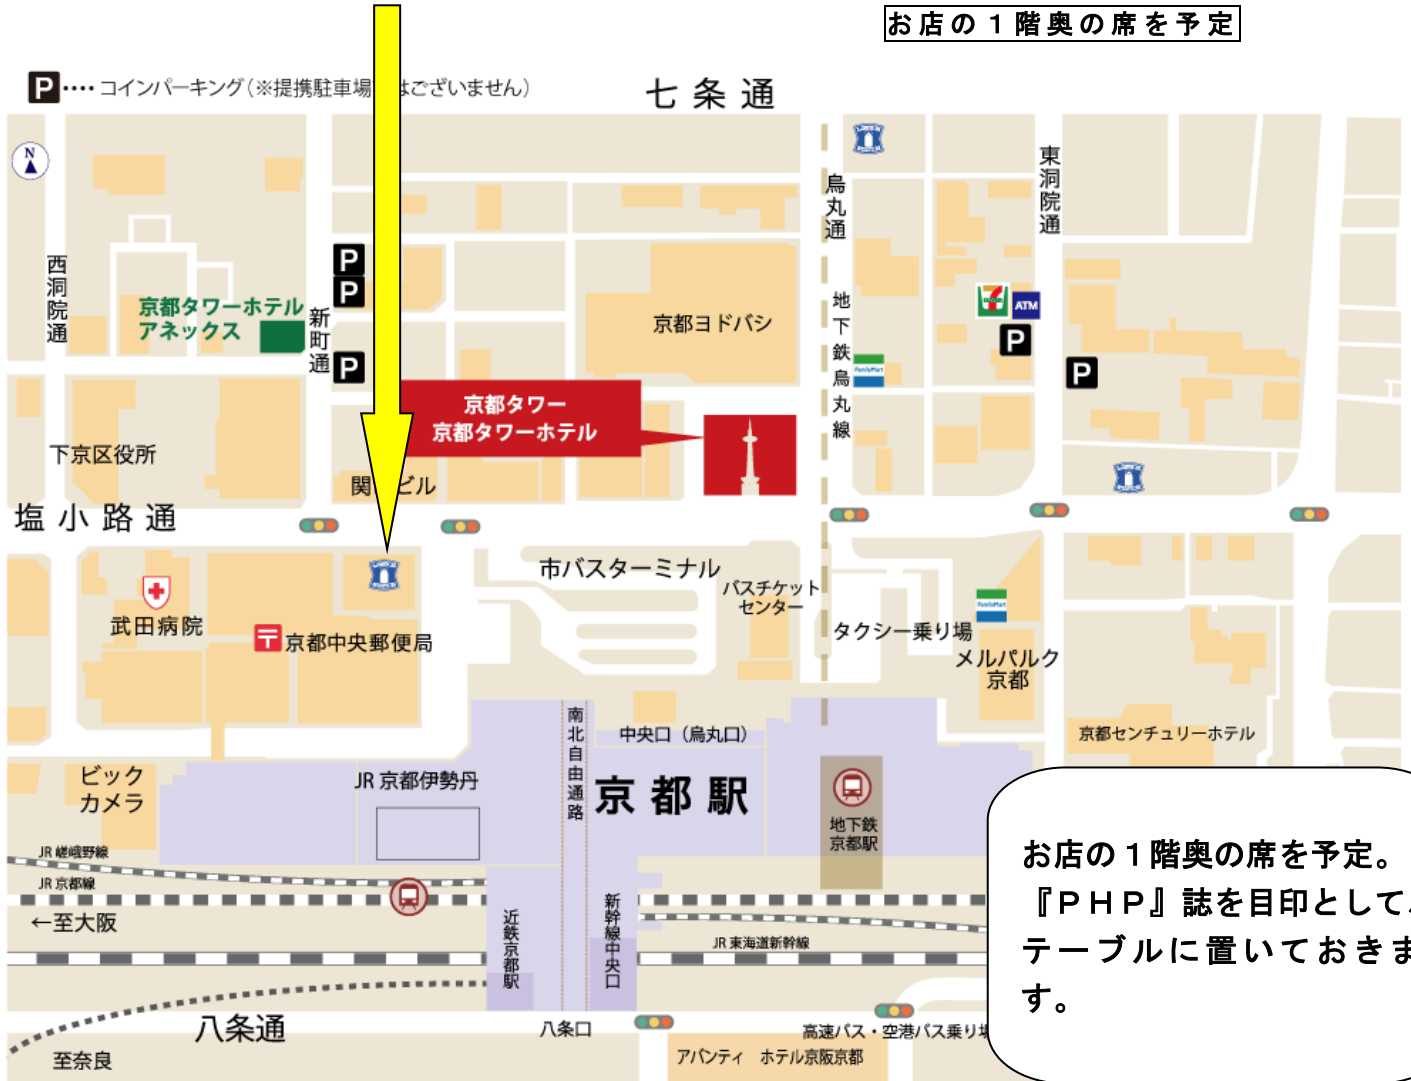 お店の１階奥の席を予定
P
・・・・コインパーキング（※提携駐車場
はございません）
七条通
N
西洞院通
京都タワーホテル
アネックス
新町通
P
P
P
京都ヨドバシ
烏丸通
地下鉄烏丸線
東洞院通
ATM
P
P
FamilyMart
京都タワー
京都タワーホテル
下京区役所
関
ビル
塩小路通
市バスターミナル
バスチケット
センター
武田病院
〒京都中央郵便局
タクシー乗り場
FamilyMart
メルパルク
京都
京都センチュリーホテル
南北自由通路
中央口（烏丸口）
ビック
カメラ
JR 京都伊勢丹
京都駅
地下鉄
京都駅
JR 嵯峨野線
JR 京都線
←至大阪
近鉄京都駅
新幹線中央口
JR 東海道新幹線
八条通
八条口
至奈良
高速バス・空港バス乗り場
アバンティ　ホテル京阪京都
お店の１階奥の席を予定。
『ＰＨＰ』誌を目印として、
テーブルに置いておきま
す。